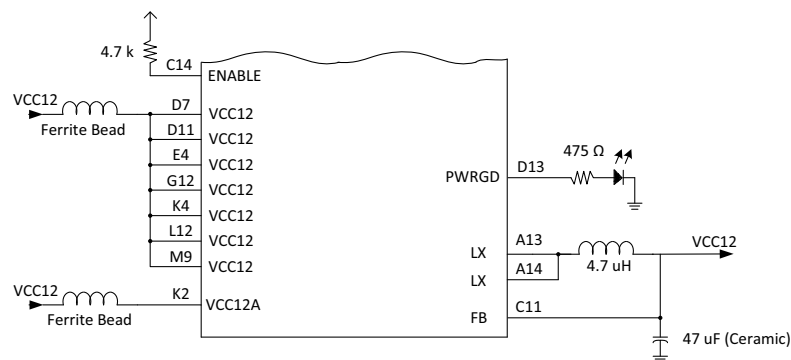 4.7 k
C14
ENABLE
VCC12
Ferrite Bead
D7
VCC12
D11
VCC12
E4
VCC12
G12
VCC12
K4
VCC12
L12
VCC12
M9
VCC12
VCC12
Ferrite Bead
K2
VCC12A
PWRGD
D13
475 Ω
LX
A13
LX
A14
4.7 uH
VCC12
FB
C11
47 uF (Ceramic)